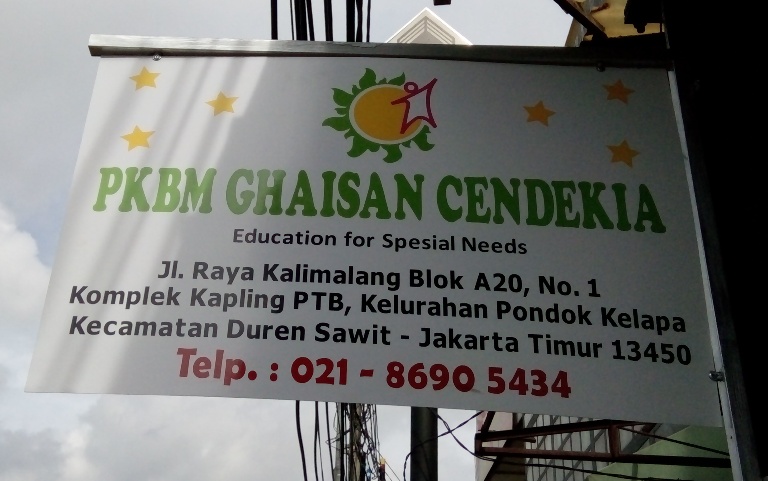 PKBM GHAISAN CENDEKIA
Education for Spesial Needs
Jl. Raya Kalimalang Blok A20, No. 1
Komplek Kapling PTB, Kelurahan Pondok Kelapa
Kecamatan Duren Sawit - Jakarta Timur 13450
Telp. : 021 - 8690 5434